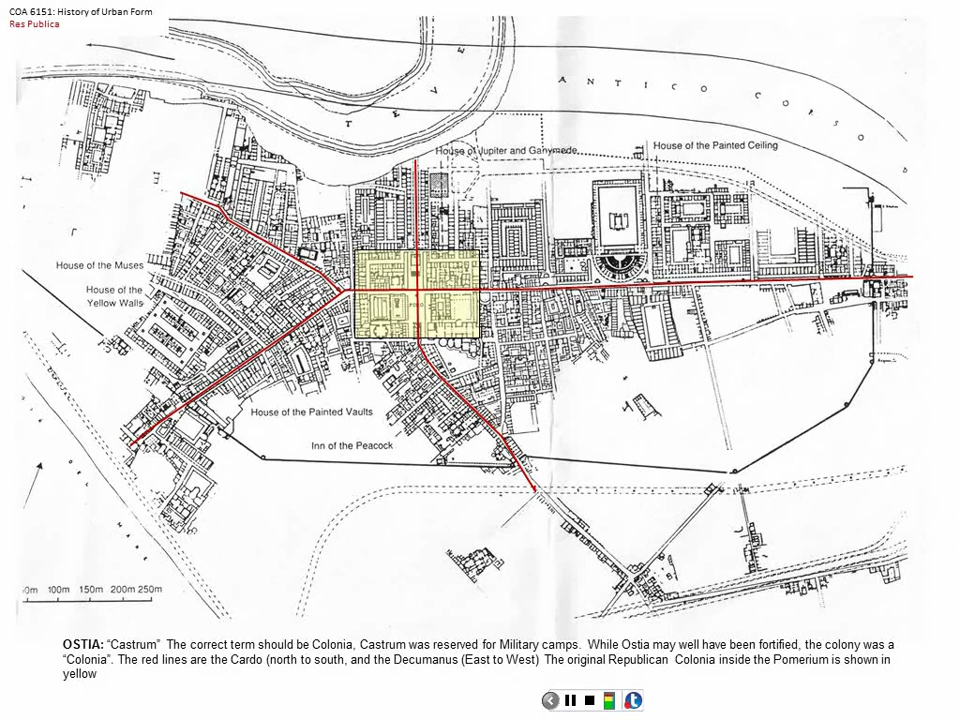 COA 6151: History of Urban Form
Res Publica
T E V E
ANTICO CORSO
House of Jupiter and Ganymede
House of the Painted Ceiling
House of the Muses
House of the
Yellow Walls
House of the Painted Vaults
Inn of the Peacock
MARE
100m 150m 200m 250m
OSTIA: “Castrum” The correct term should be Colonia, Castrum was reserved for Military camps. While Ostia may well have been fortified, the colony was a
“Colonia”. The red lines are the Cardo (north to south, and the Decumanus (East to West) The original Republican Colonia inside the Pomerium is shown in
yellow